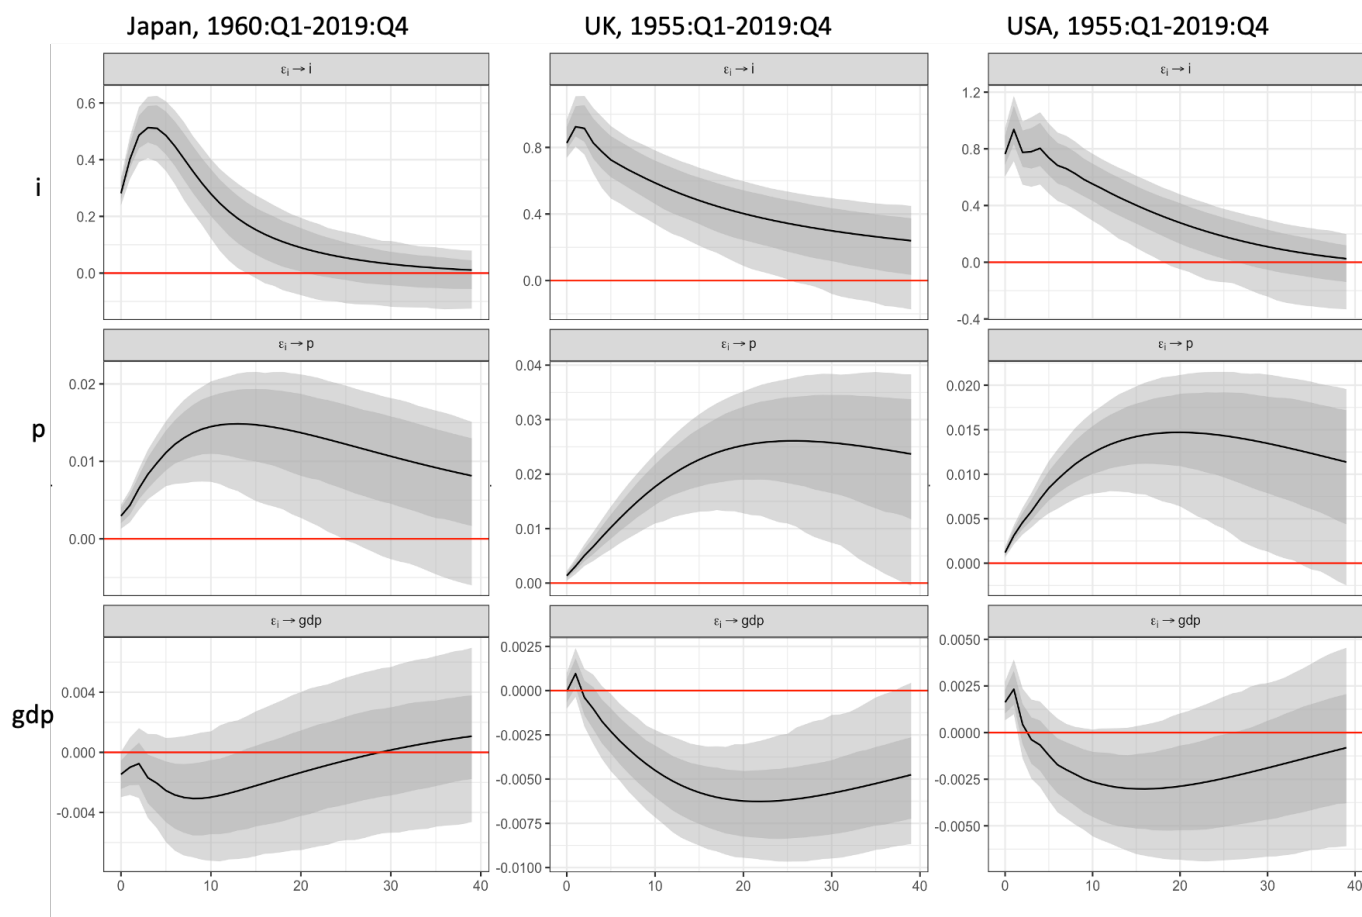 Japan, 1960:Q1-2019:Q4
UK, 1955:Q1-2019:Q4
USA, 1955:Q1-2019:Q4
εi → i
εi → i
εi → i
i
0.6
0.4
0.2
0.0
0.8
0.4
0.0
1.2
0.8
0.4
0.0
-0.4
εi → p
εi → p
εi → p
p
0.02
0.01
0.00
0.04
0.03
0.02
0.01
0.00
0.020
0.015
0.010
0.005
0.000
εi → gdp
εi → gdp
εi → gdp
gdp
0.004
0.000
-0.004
0.0025
0.0000
-0.0025
-0.0050
-0.0075
-0.0100
0.0050
0.0025
0.0000
-0.0025
-0.0050
0 10 20 30 40
0 10 20 30 40
0 10 20 30 40